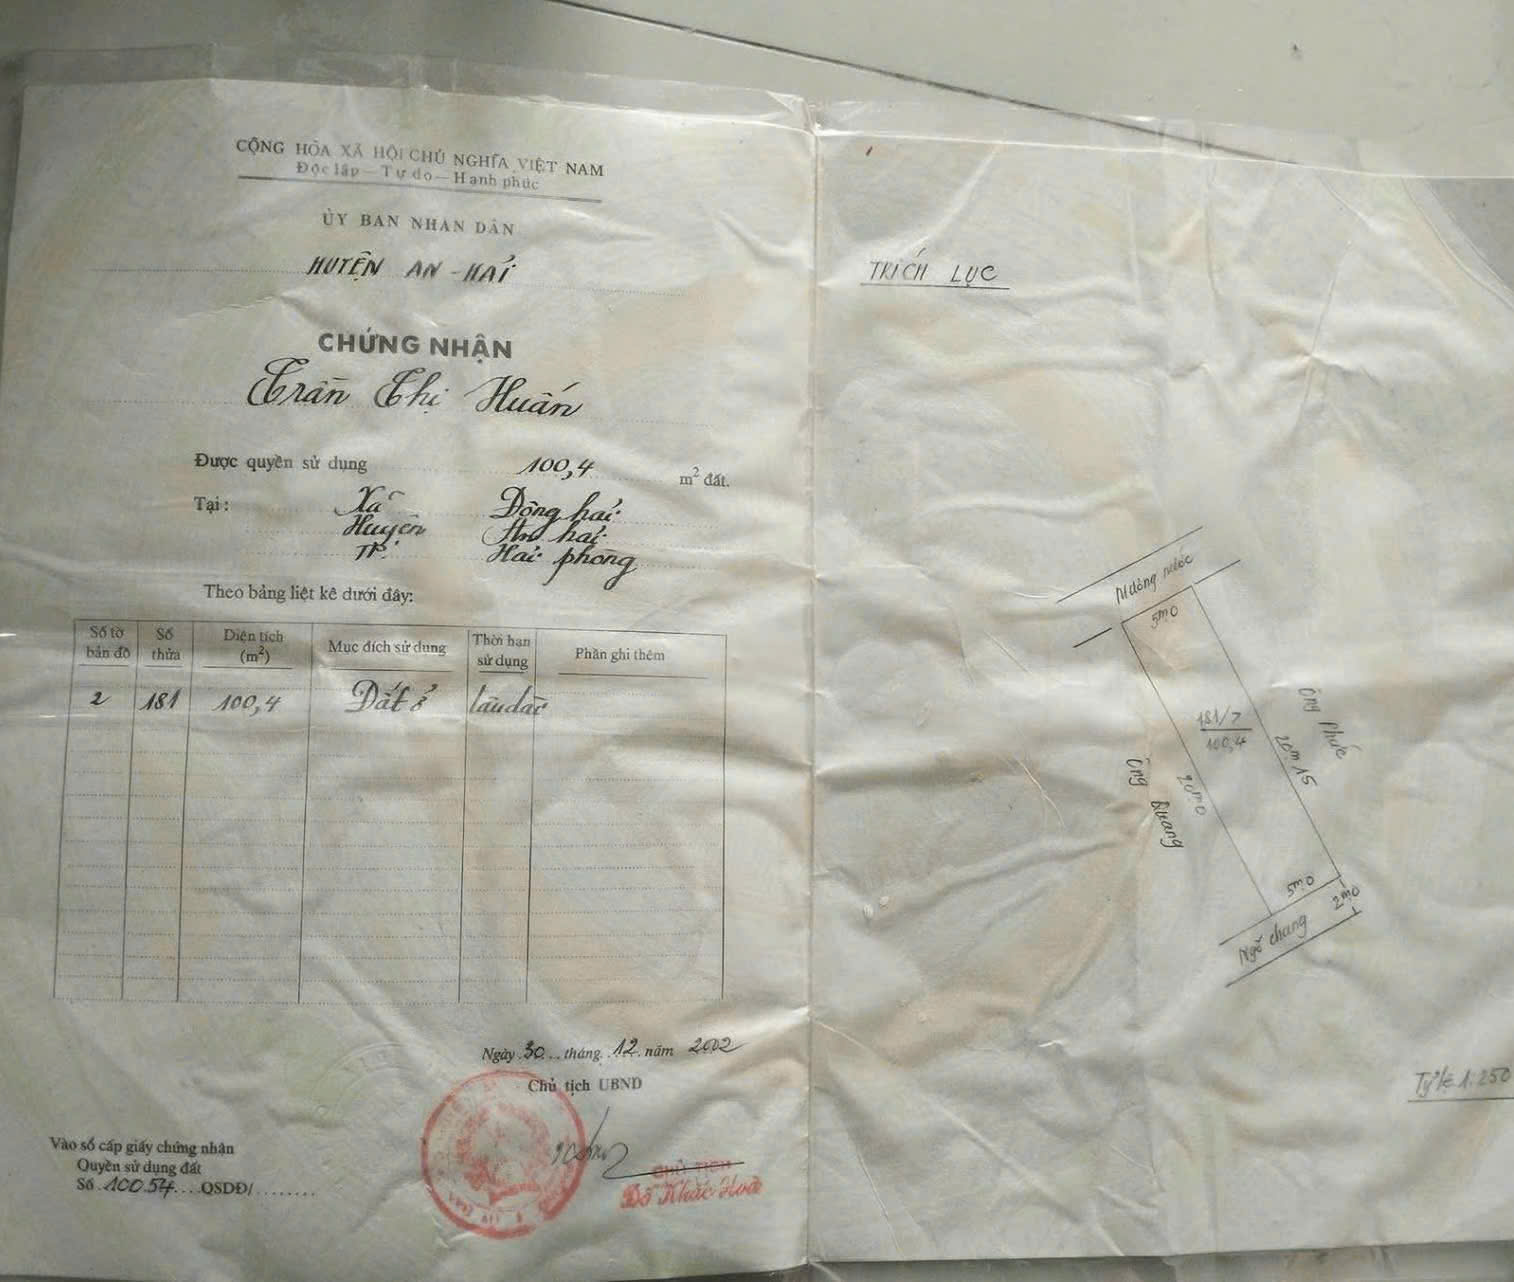 CỘNG HÒA XÃ HỘI CHỦ NGHĨA VIỆT NAM
Độc lập - Tự do - Hạnh phúc
ỦY BAN NHÂN DÂN
HUYỆN AN - HẢI
CHỨNG NHẬN
Trần Thị Huấn
Được quyền sử dụng 100,4 m² đất.
Tại : Xã Đông hải
Huyện An hải
TP. Hải phòng
Theo bảng liệt kê dưới đây:
Số tờ bản đồ Số thửa Diện tích (m²) Mục đích sử dụng Thời hạn sử dụng Phần ghi thêm
2 181 100,4 Đất ở lâu dài
Ngày 30 tháng 12 năm 2002
Chủ tịch UBND
CHỦ TỊCH
Đỗ Khắc Hoà
Vào sổ cấp giấy chứng nhận
Quyền sử dụng đất
Số 10054 QSDĐ/
TRÍCH LỤC
Mương nước
5m0
ông Phức
20m15
181/7
100,4
20m0
ông Quang
5m0
2m0
Ngõ chung
Tỷ lệ 1:250